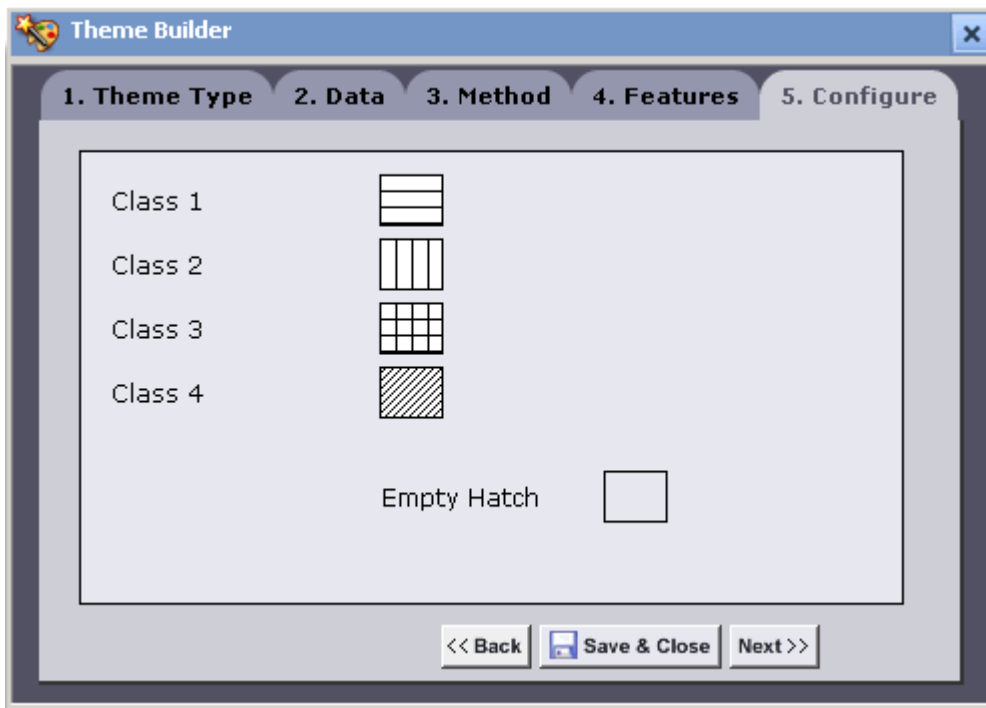 Theme Builder
1. Theme Type 2. Data 3. Method 4. Features 5. Configure
Class 1
Class 2
Class 3
Class 4
Empty Hatch
<< Back Save & Close Next >>